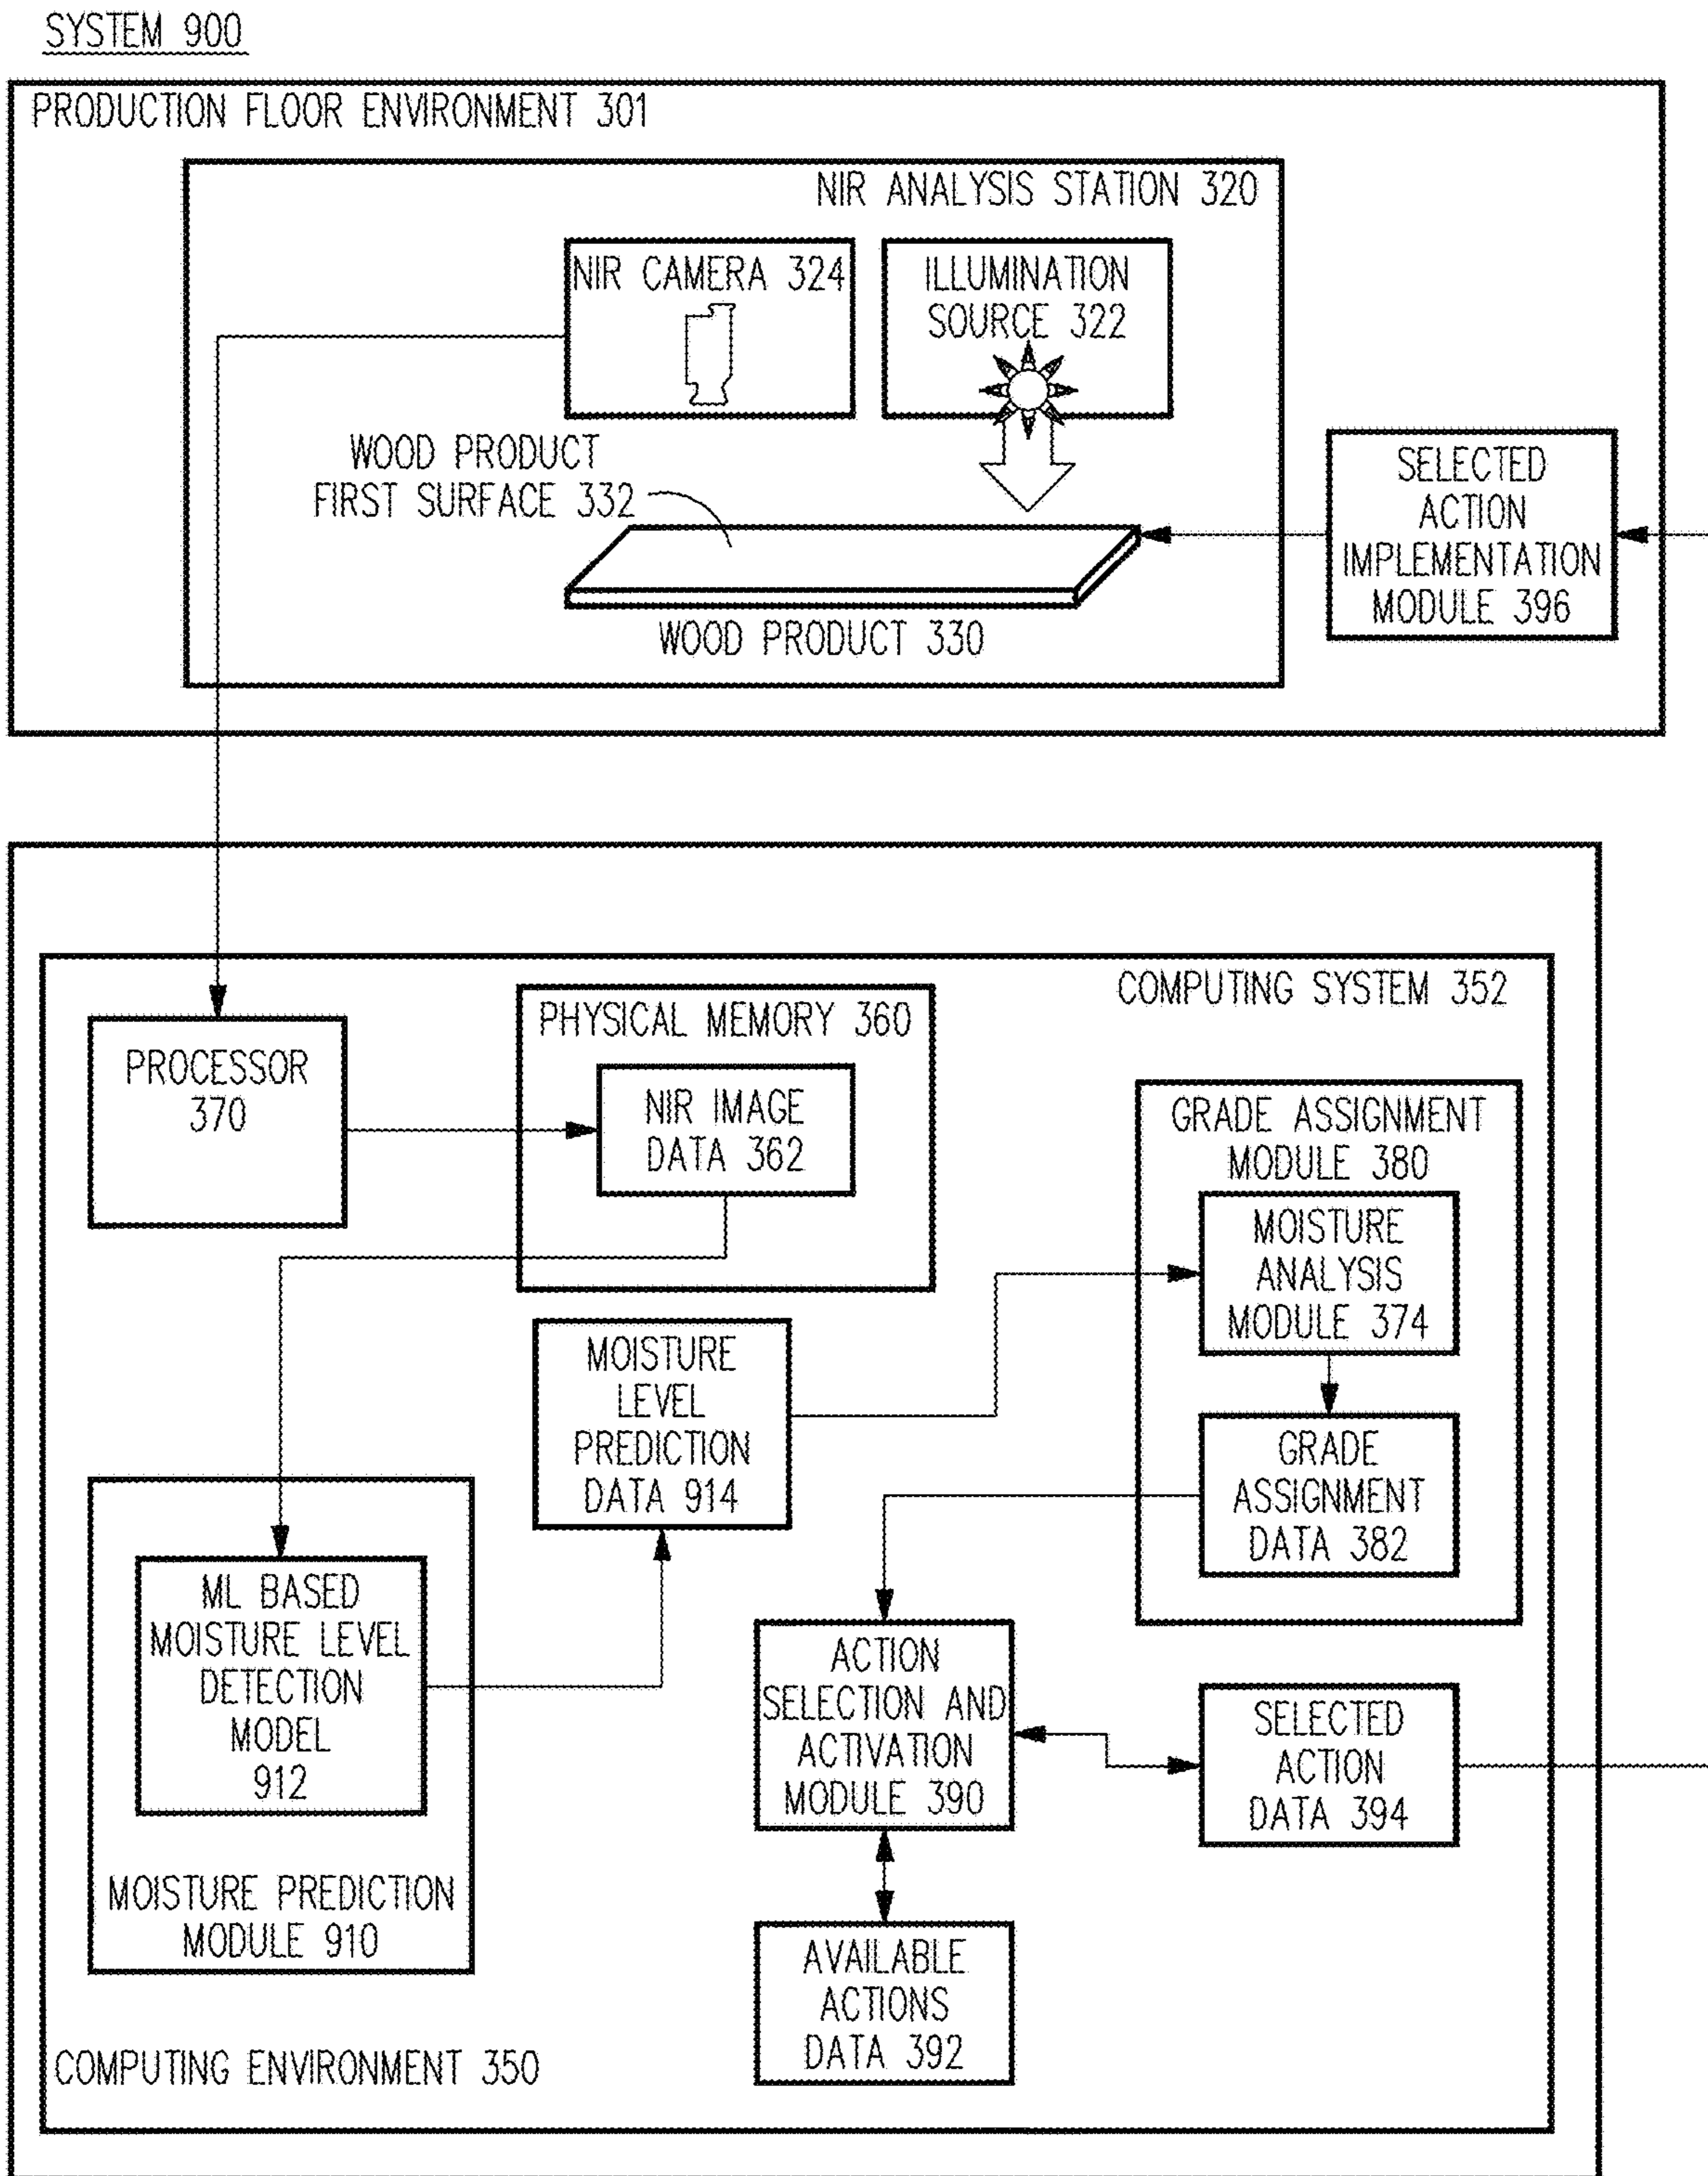 SYSTEM 900
PRODUCTION FLOOR ENVIRONMENT 301
NIR ANALYSIS STATION 320
NIR CAMERA 324
ILLUMINATION
SOURCE 322
WOOD PRODUCT
FIRST SURFACE 332
WOOD PRODUCT 330
SELECTED
ACTION
IMPLEMENTATION
MODULE 396
COMPUTING SYSTEM 352
PROCESSOR
370
PHYSICAL MEMORY 360
NIR IMAGE
DATA 362
GRADE ASSIGNMENT
MODULE 380
MOISTURE
ANALYSIS
MODULE 374
MOISTURE
LEVEL
PREDICTION
DATA 914
GRADE
ASSIGNMENT
DATA 382
ML BASED
MOISTURE LEVEL
DETECTION
MODEL
912
MOISTURE PREDICTION
MODULE 910
ACTION
SELECTION AND
ACTIVATION
MODULE 390
SELECTED
ACTION
DATA 394
AVAILABLE
ACTIONS
DATA 392
COMPUTING ENVIRONMENT 350